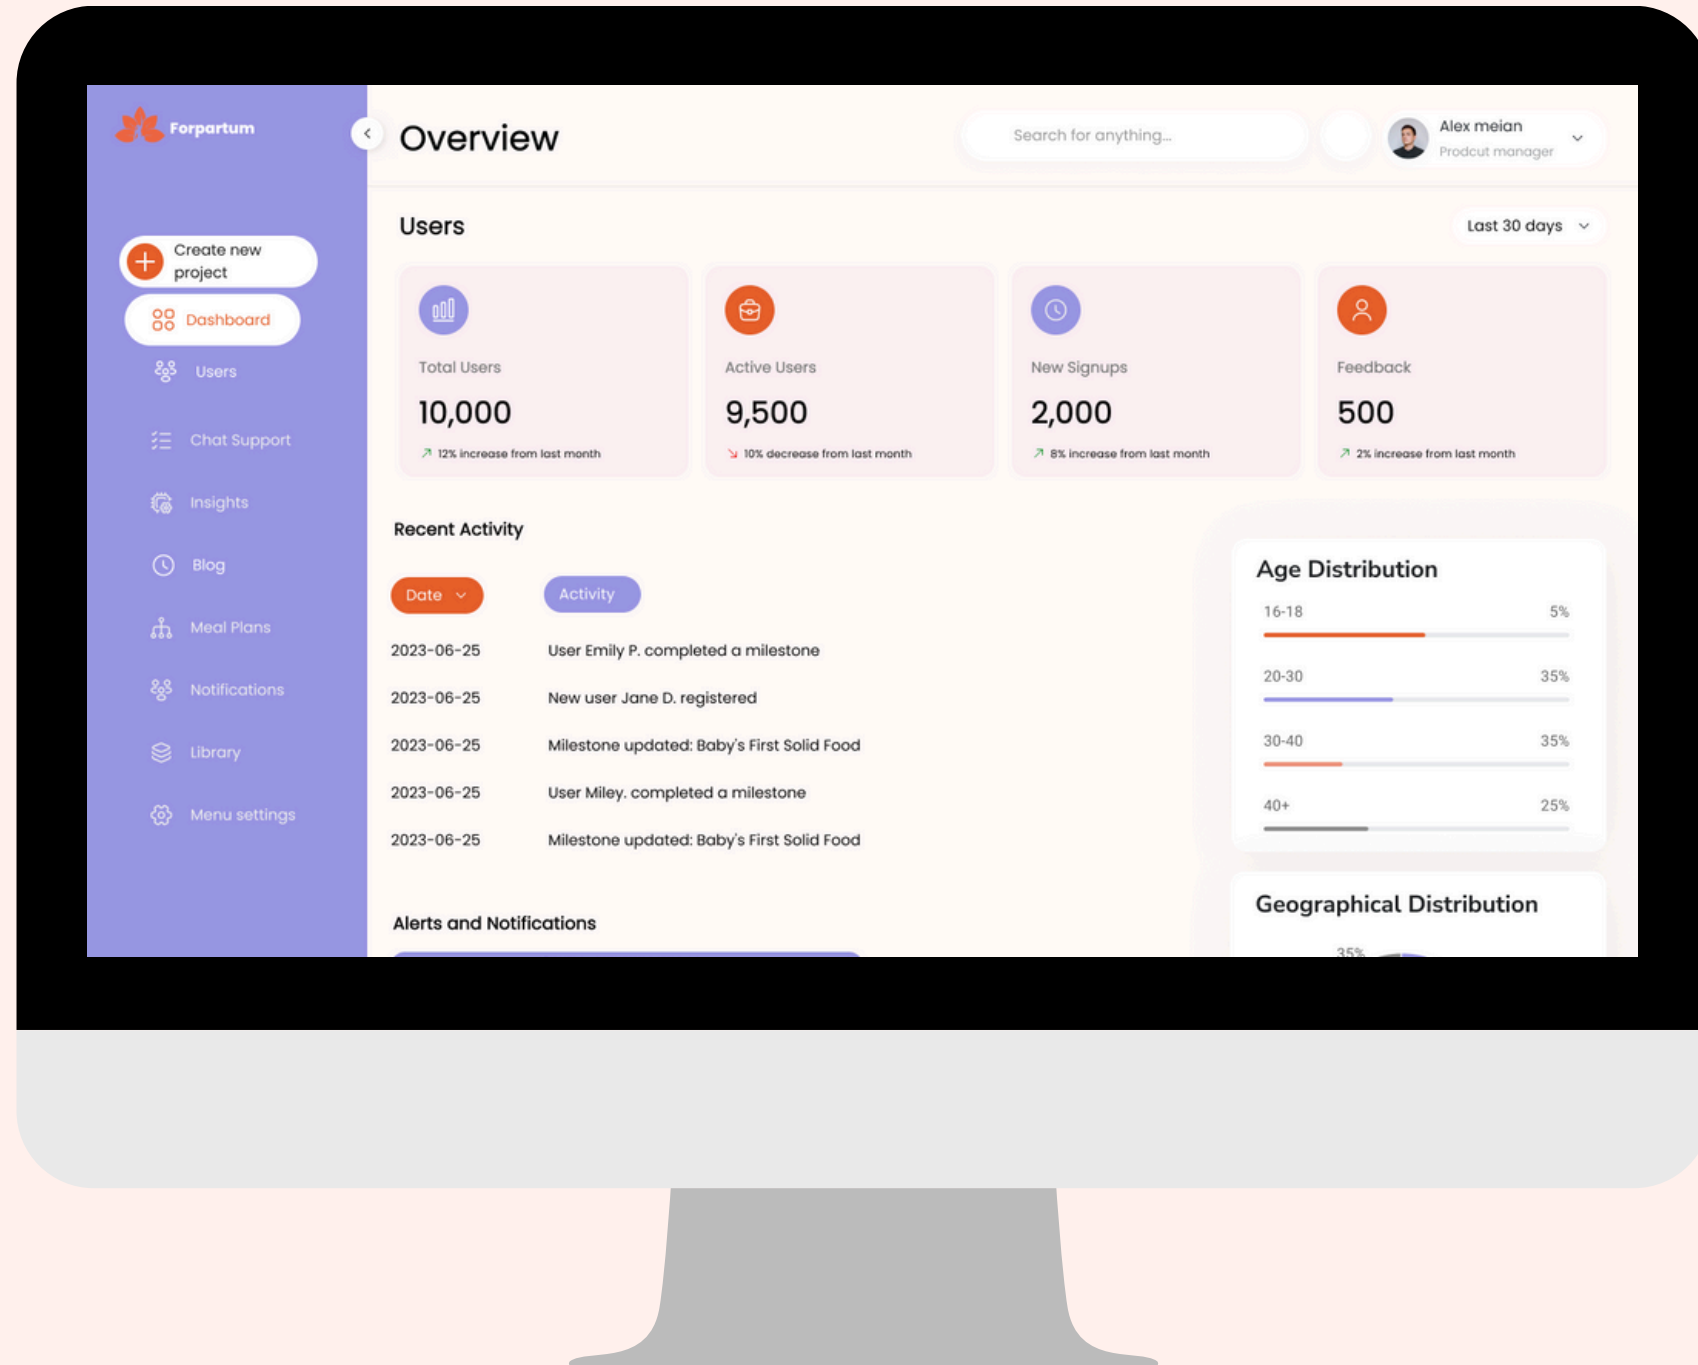 Forpartum
Create new
project
Dashboard
Users
Chat Support
Insights
Blog
Meal Plans
Notifications
Library
Menu settings
Overview
Search for anything...
Alex meian
Prodcut manager
Users
Last 30 days
Total Users
10,000
12% increase from last month
Active Users
9,500
10% decrease from last month
New Signups
2,000
8% increase from last month
Feedback
500
2% increase from last month
Recent Activity
Date
Activity
2023-06-25 User Emily P. completed a milestone
2023-06-25 New user Jane D. registered
2023-06-25 Milestone updated: Baby's First Solid Food
2023-06-25 User Miley. completed a milestone
2023-06-25 Milestone updated: Baby's First Solid Food
Alerts and Notifications
Age Distribution
16-18 5%
20-30 35%
30-40 35%
40+ 25%
Geographical Distribution
35%